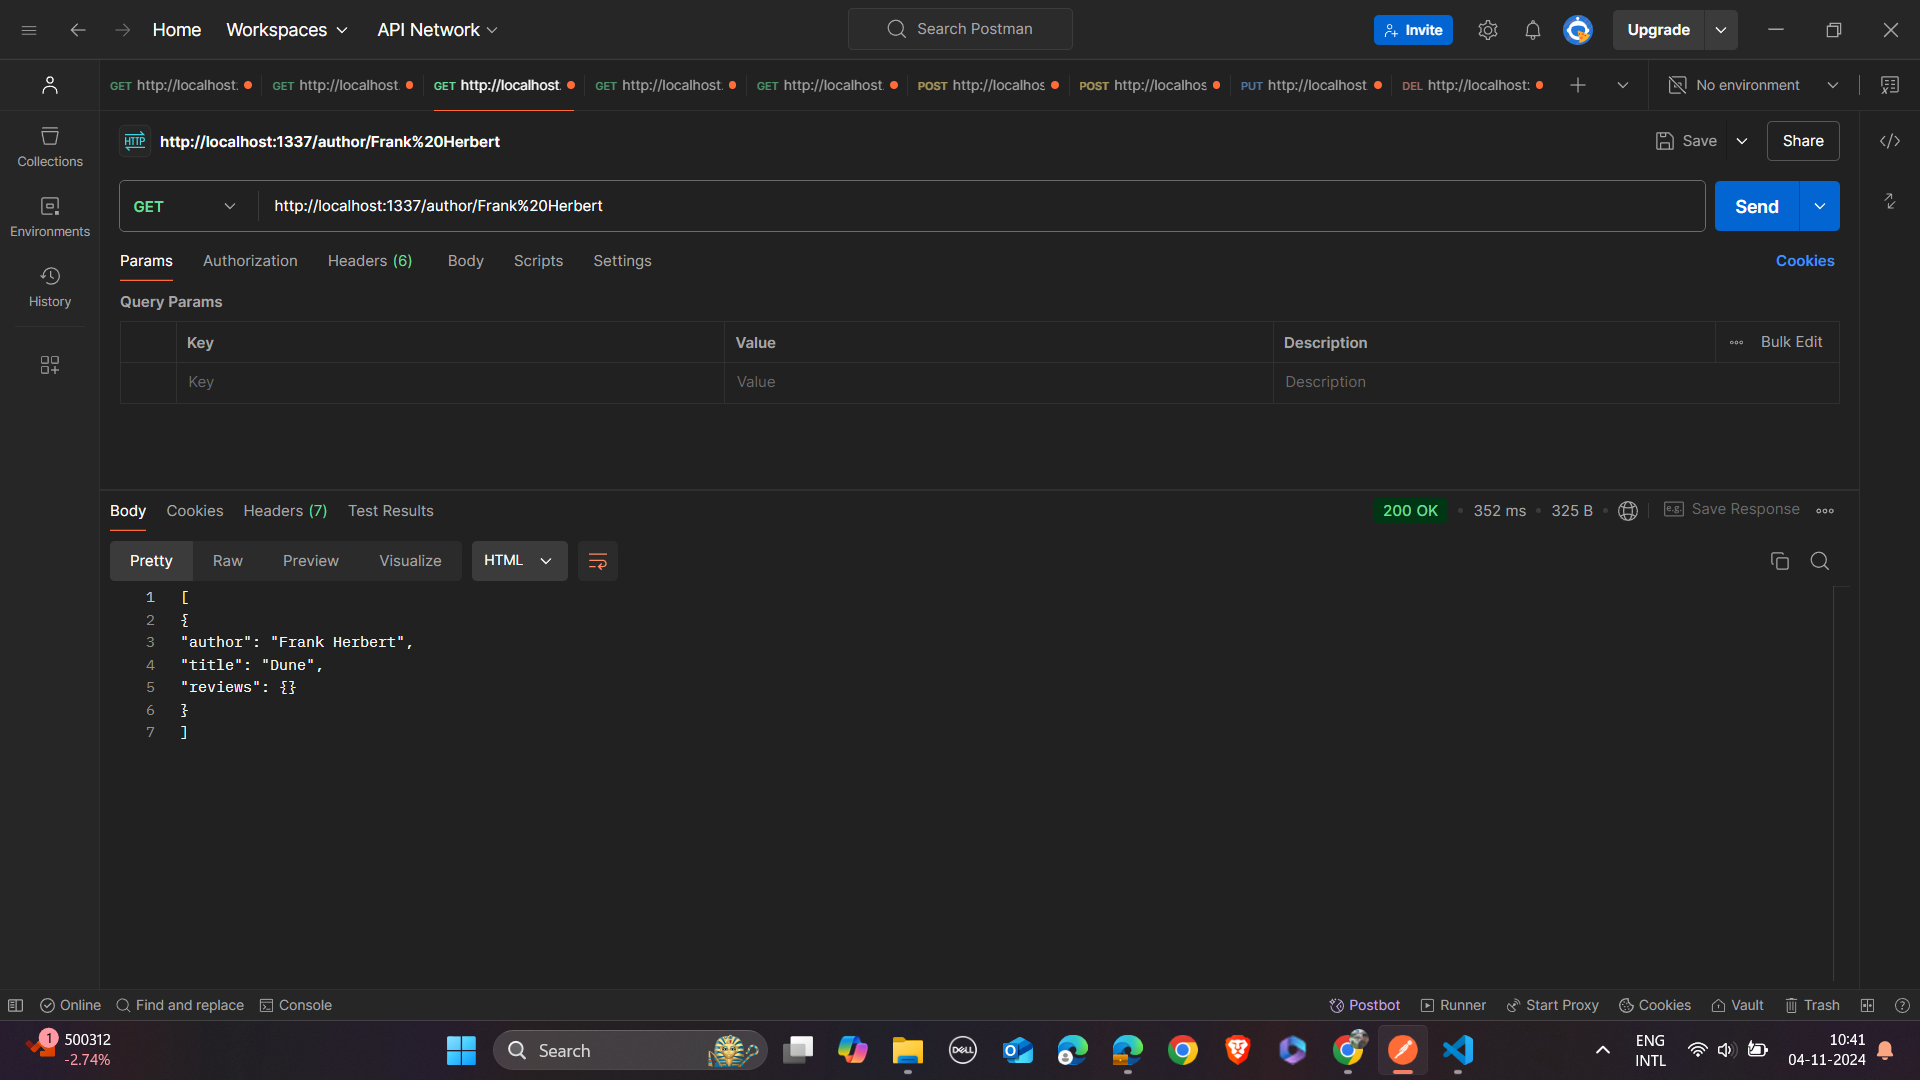 Home Workspaces API Network Search Postman Invite Upgrade
GET http://localhost. GET http://localhost. GET http://localhost. GET http://localhost. GET http://localhost. POST http://localhos POST http://localhos PUT http://localhost DEL http://localhost: No environment
HTTP http://localhost:1337/author/Frank%20Herbert Save Share
Collections
Environments
History
GET http://localhost:1337/author/Frank%20Herbert Send
Params Authorization Headers (6) Body Scripts Settings Cookies
Query Params
Key Value Description Bulk Edit
Key Value Description
Body Cookies Headers (7) Test Results 200 OK 352 ms 325 B e.g. Save Response
Pretty Raw Preview Visualize HTML
1 [
2 {
3 "author": "Frank Herbert",
4 "title": "Dune",
5 "reviews": {}
6 }
7 ]
Online Find and replace Console Postbot Runner Start Proxy Cookies Vault Trash
1 500312
-2.74%
Search
DELL
ENG
INTL
10:41
04-11-2024